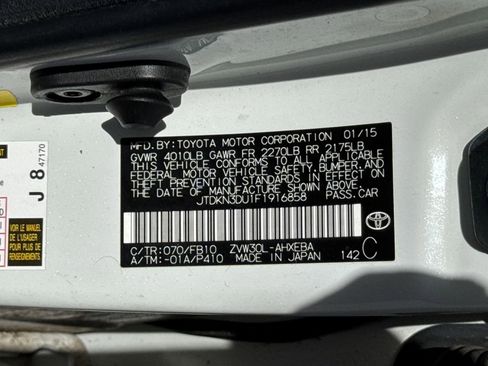 MFD.BY:TOYOTA MOTOR CORPORATION 01/15
GVWR 4010LB GAWR FR 2270LB RR 2175LB
THIS VEHICLE CONFORMS TO ALL APPLICABLE
FEDERAL MOTOR VEHICLE SAFETY, BUMPER, AND
THEFT PREVENTION STANDARDS IN EFFECT ON
THE DATE OF MANUFACTURE SHOWN ABOVE.
JTDKN3DU1F1916858 PASS.CAR
C/TR:070/FB10 ZVW30L-AHXEBA
A/TM:-01A/P410 MADE IN JAPAN 142 C
J 8 47170
VOIR LE MANUEL
POUR PLUS DE
RENSEIGNEMENTS